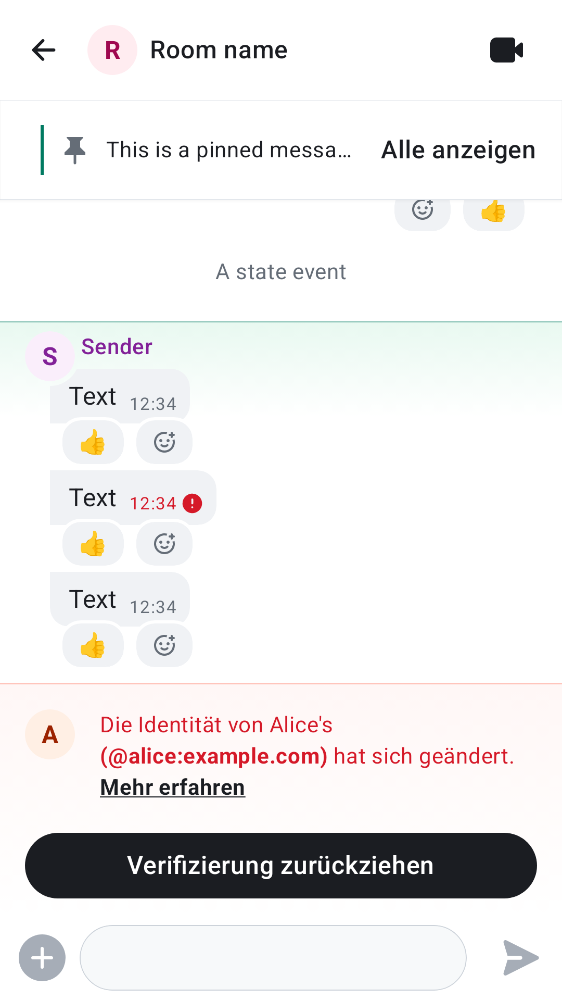 R Room name
This is a pinned messa… Alle anzeigen
👍
A state event
S Sender
Text 12:34
👍
Text 12:34
👍
Text 12:34
👍
A Die Identität von Alice's
(@alice:example.com) hat sich geändert.
Mehr erfahren
Verifizierung zurückziehen